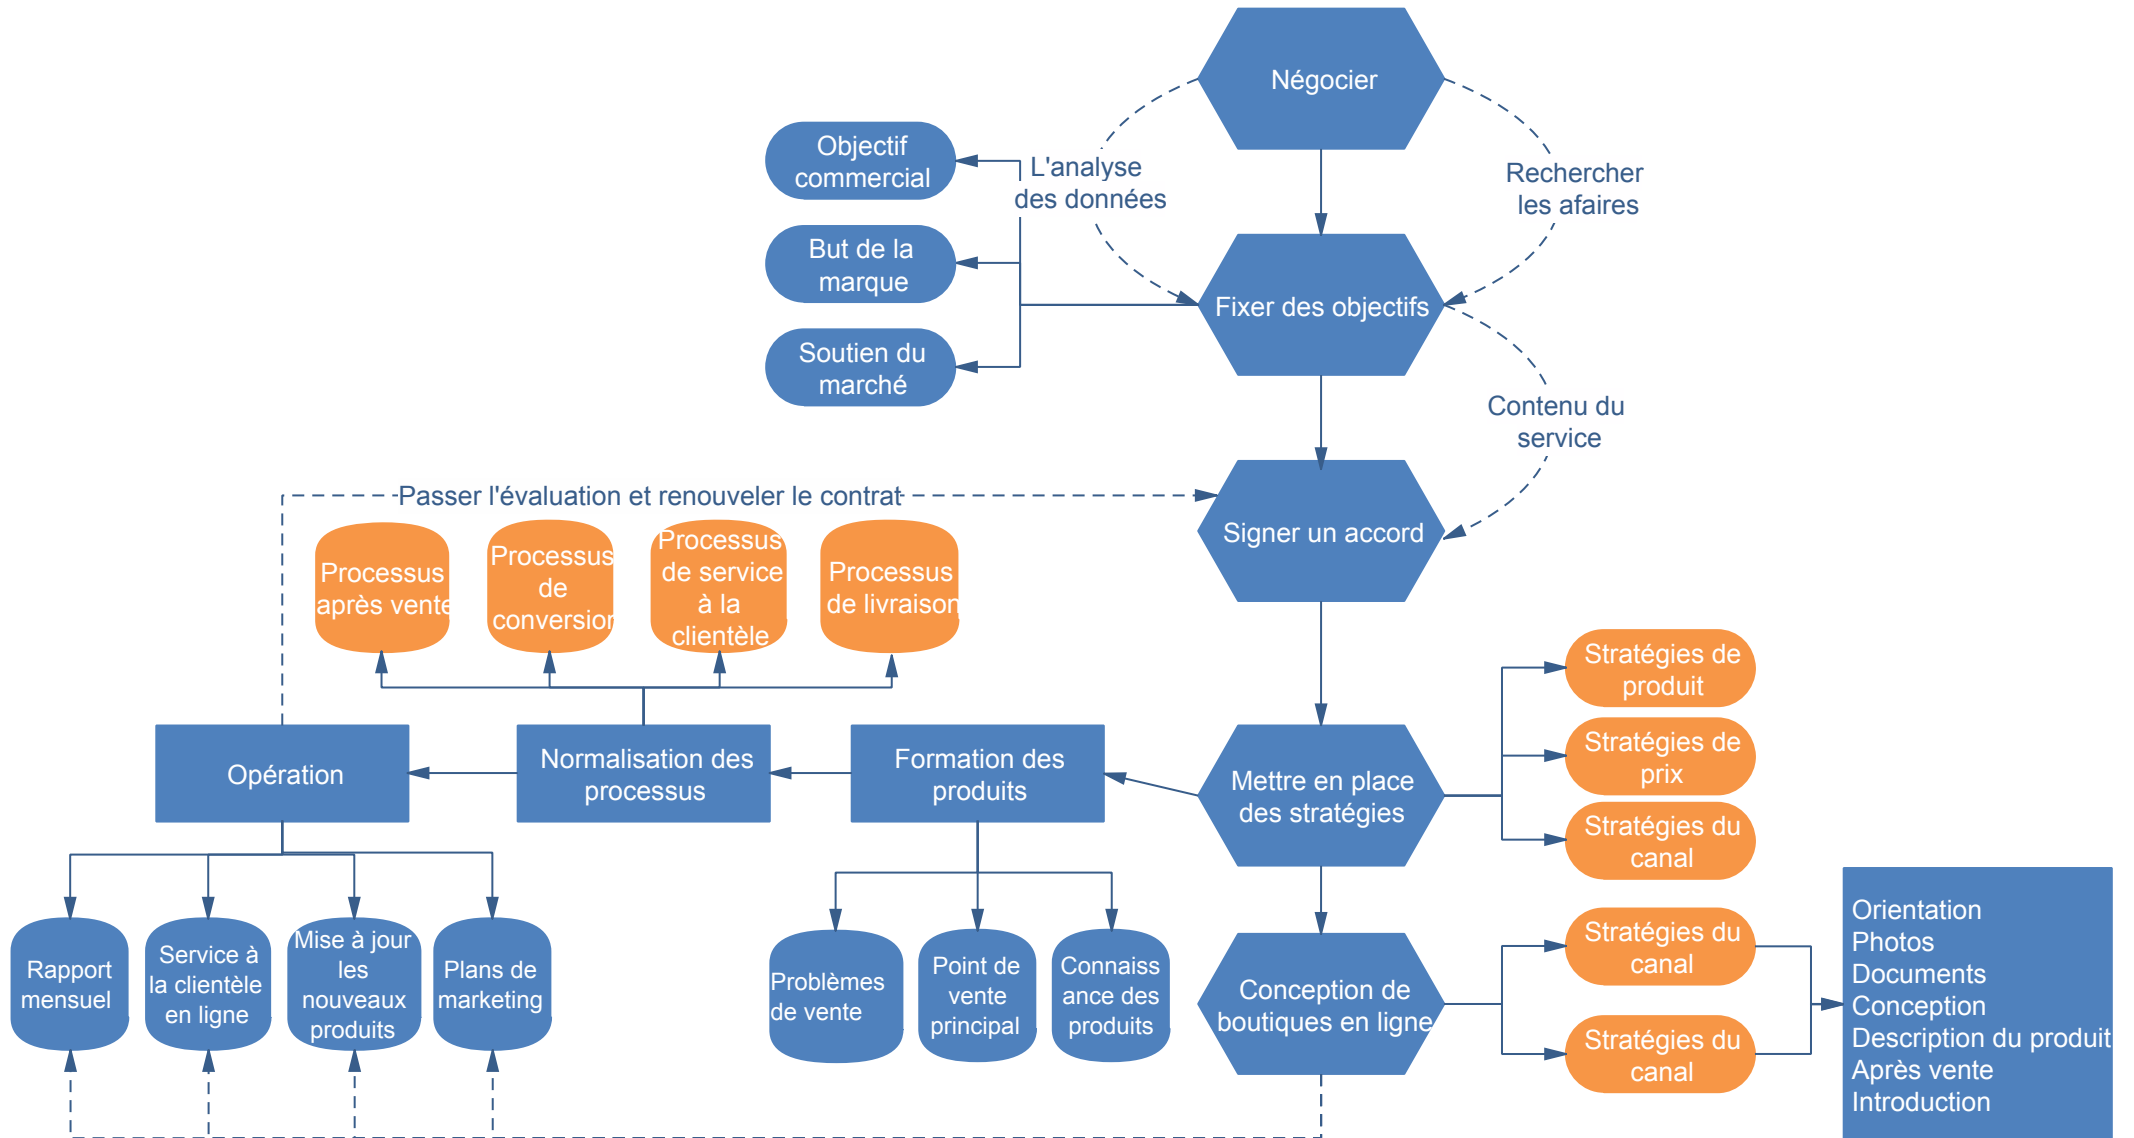 Négocier
Objectif
commercial
L'analyse
des données
Rechercher
les afaires
But de la
marque
Fixer des objectifs
Soutien du
marché
Contenu du
service
Passer l'évaluation et renouveler le contrat
Signer un accord
Processus
après vente
Processus
de
conversion
Processus
de service
à la
clientèle
Processus
de livraison
Stratégies de
produit
Stratégies de
prix
Stratégies du
canal
Opération
Normalisation des
processus
Formation des
produits
Mettre en place
des stratégies
Rapport
mensuel
Service à
la clientèle
en ligne
Mise à jour
les
nouveaux
produits
Plans de
marketing
Problèmes
de vente
Point de
vente
principal
Connaiss
ance des
produits
Conception de
boutiques en ligne
Stratégies du
canal
Stratégies du
canal
Orientation
Photos
Documents
Conception
Description du produit
Après vente
Introduction